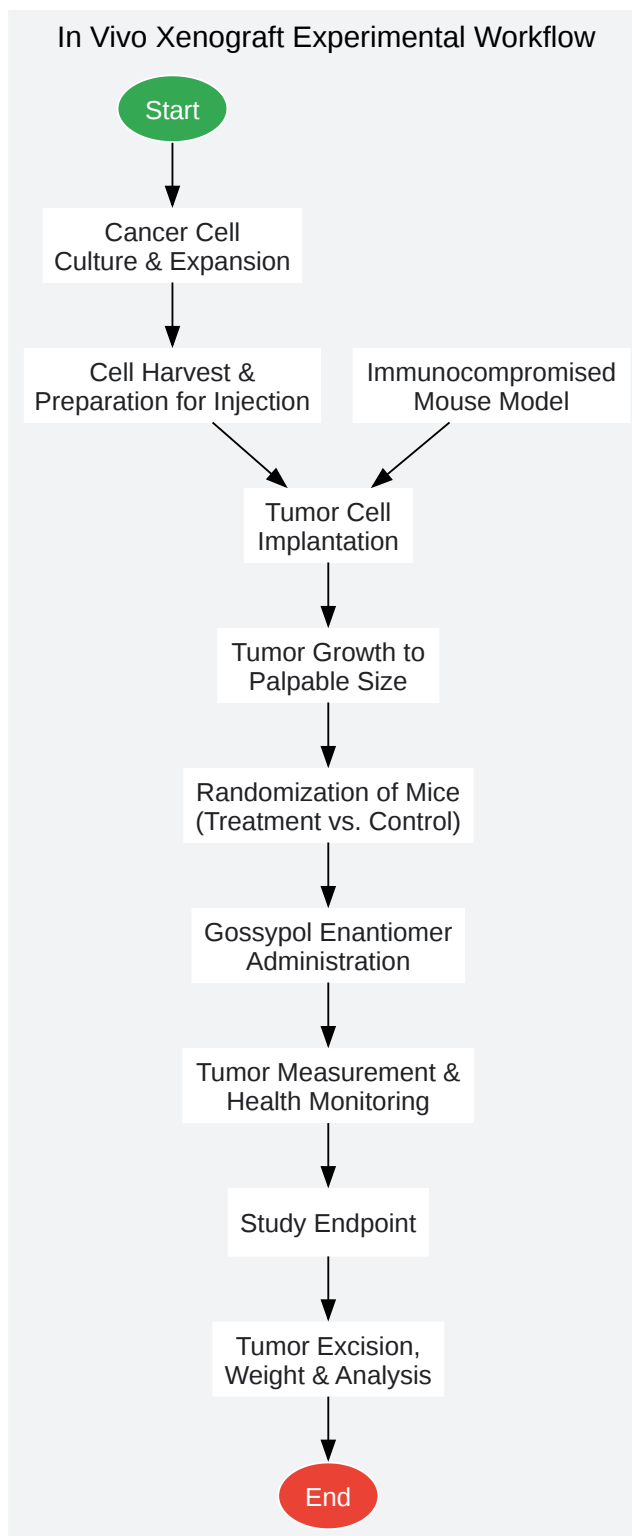 In Vivo Xenograft Experimental Workflow
Start
Cancer Cell
Culture & Expansion
Cell Harvest &
Preparation for Injection
Immunocompromised
Mouse Model
Tumor Cell
Implantation
Tumor Growth to
Palpable Size
Randomization of Mice
(Treatment vs. Control)
Gossypol Enantiomer
Administration
Tumor Measurement &
Health Monitoring
Study Endpoint
Tumor Excision,
Weight & Analysis
End